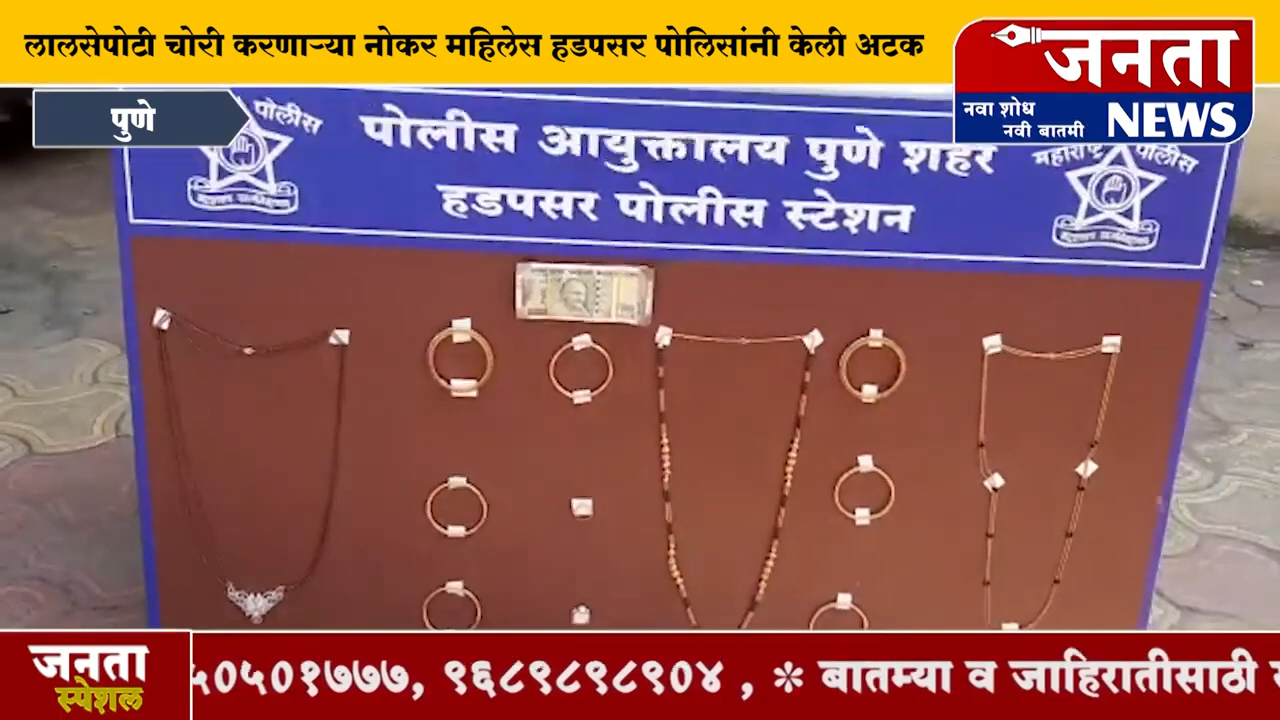 लालसेपोटी चोरी करणाऱ्या नोकर महिलेस हडपसर पोलिसांनी केली अटक
जनता
नवा शोध
नवी बातमी
NEWS
पुणे
पोलीस
पोलीस आयुक्तालय पुणे शहर
महाराष्ट्र पोलीस
हडपसर पोलीस स्टेशन
जनता
स्पेशल
५०५०१७७७, ९६८९८९८९०४ , * बातम्या व जाहिरातीसाठी